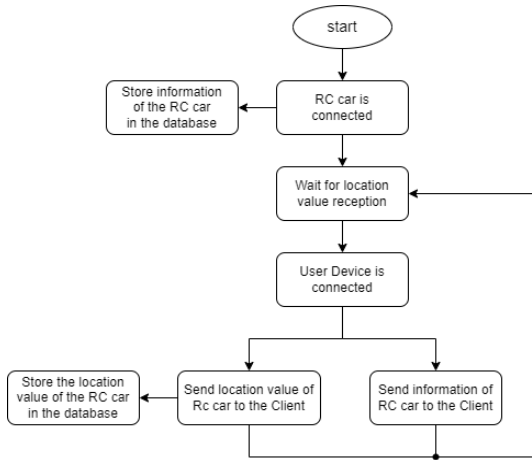 start
Store information
of the RC car
in the database
RC car is
connected
Wait for location
value reception
User Device is
connected
Store the location
value of the RC car
in the database
Send location value of
Rc car to the Client
Send information of
RC car to the Client